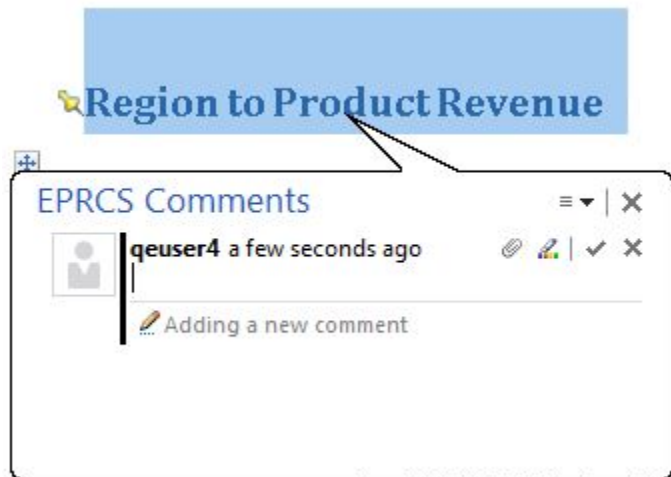 Region to Product Revenue
EPRCS Comments
qeuser4 a few seconds ago
Adding a new comment